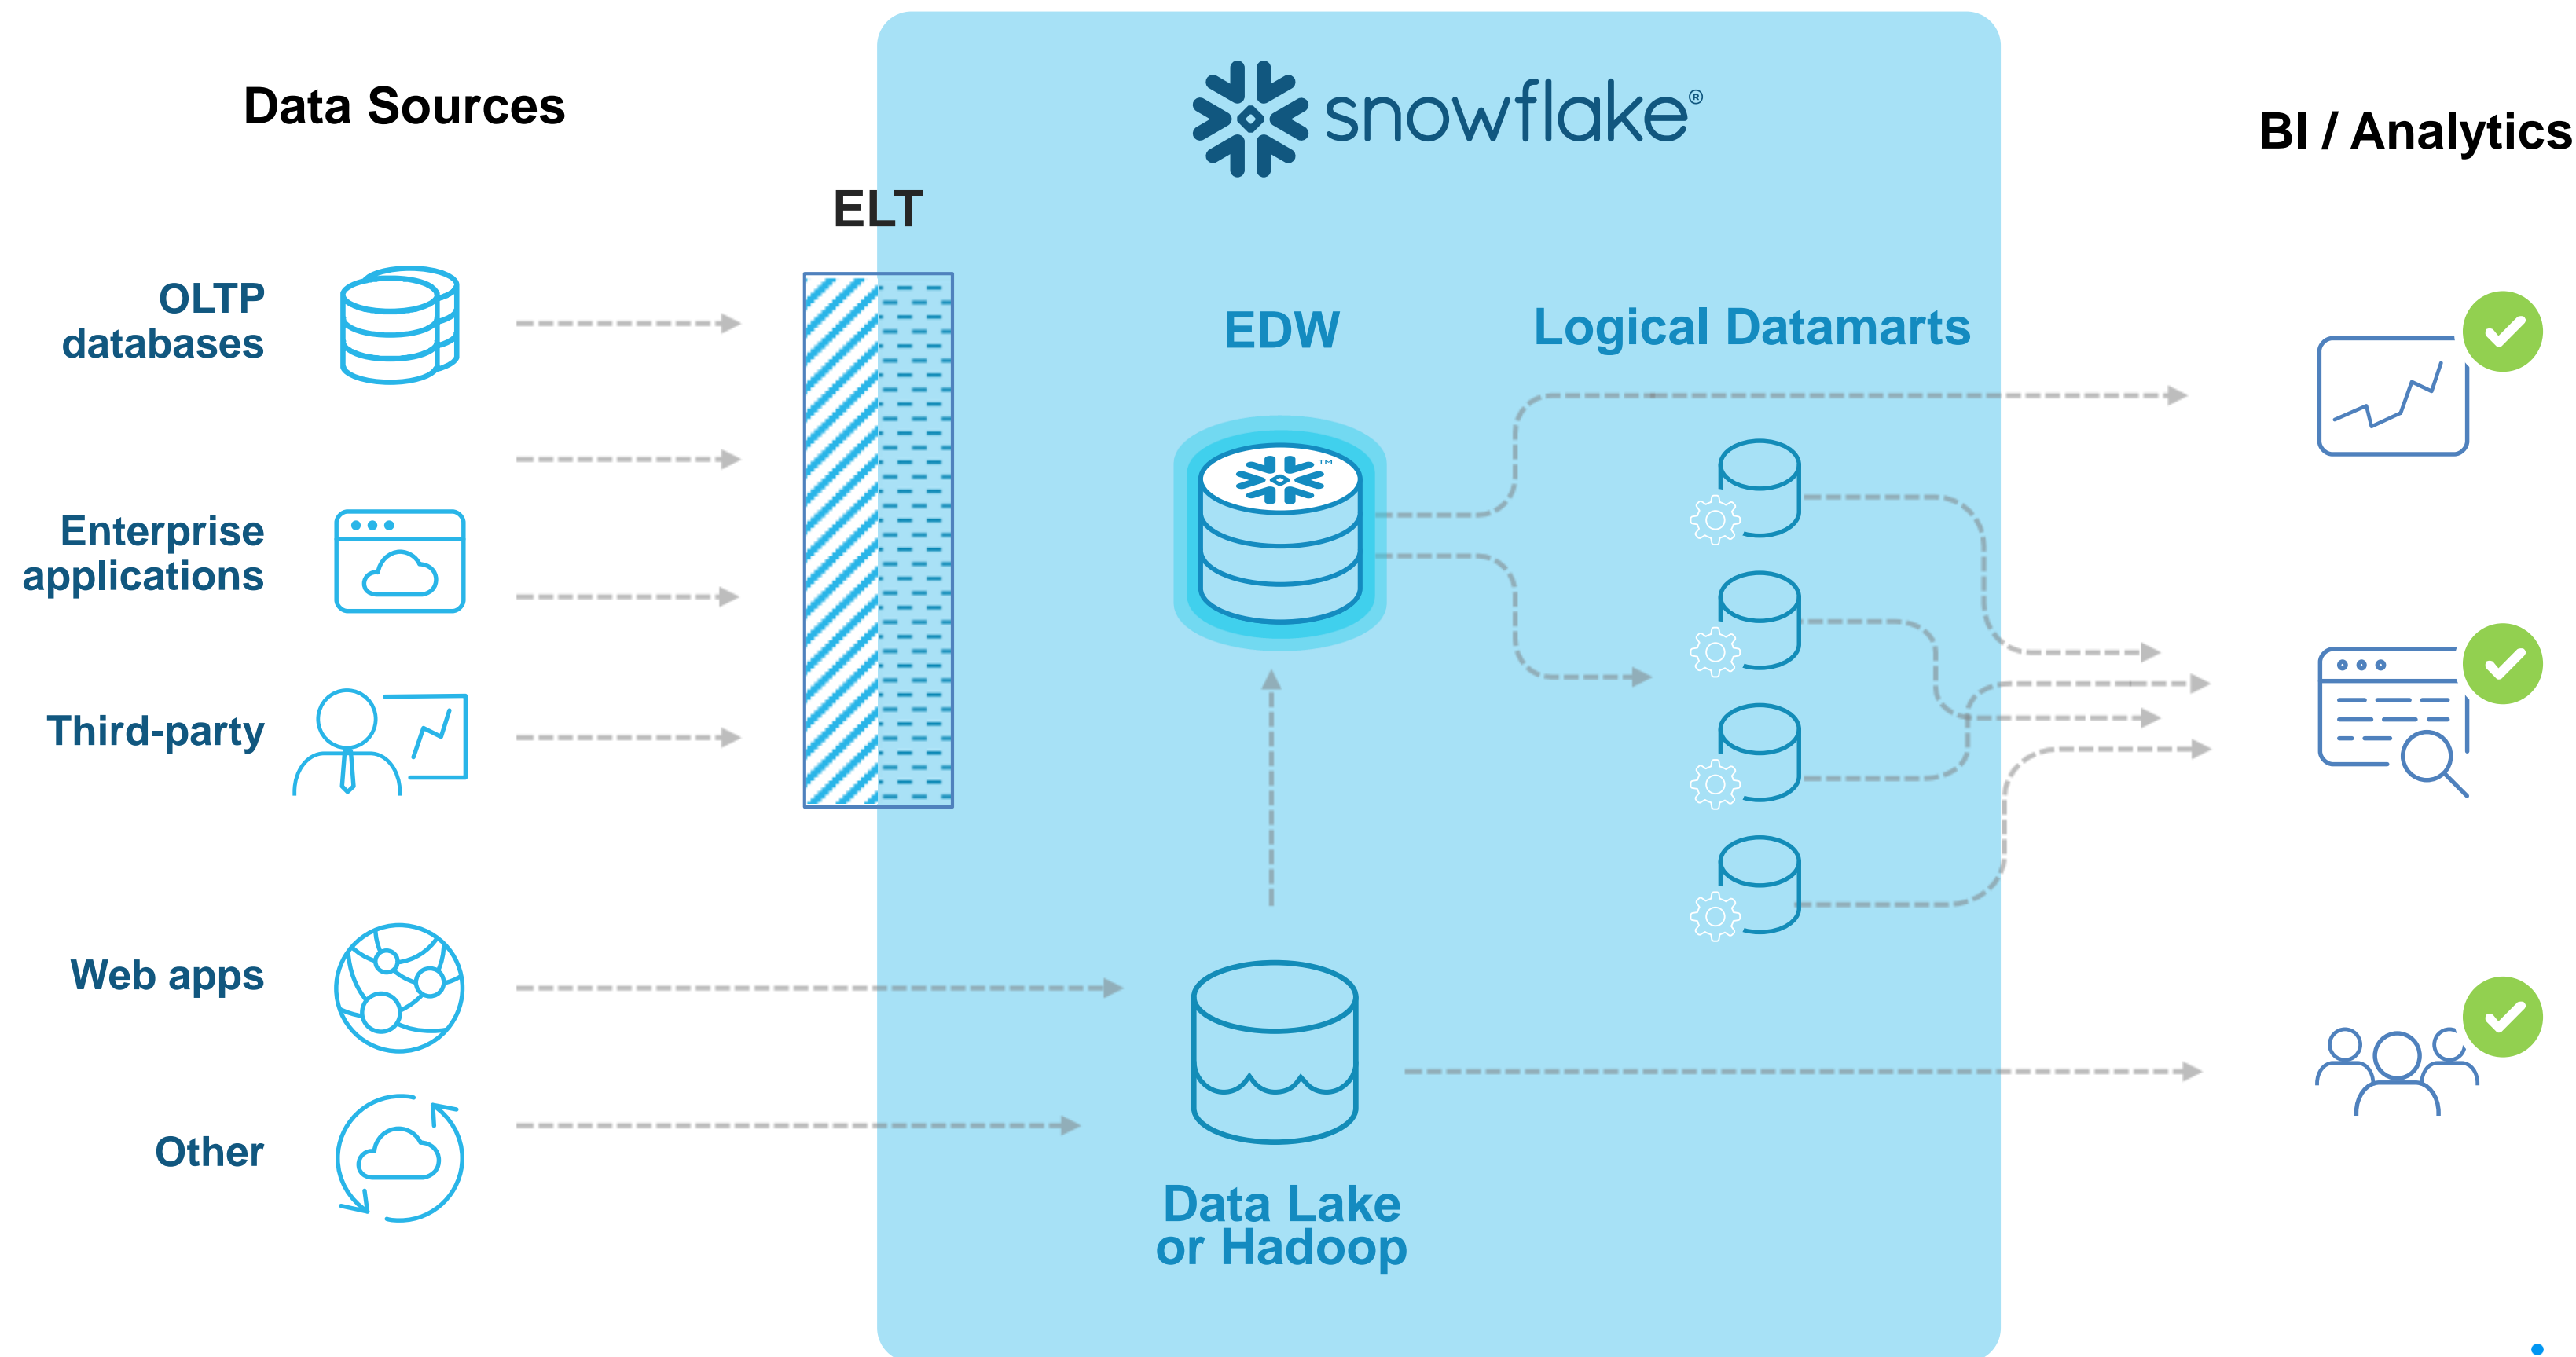 Data Sources
snowflake®
BI / Analytics
ELT
OLTP
databases
EDW
Logical Datamarts
™
Enterprise
applications
Third-party
Web apps
Other
Data Lake
or Hadoop